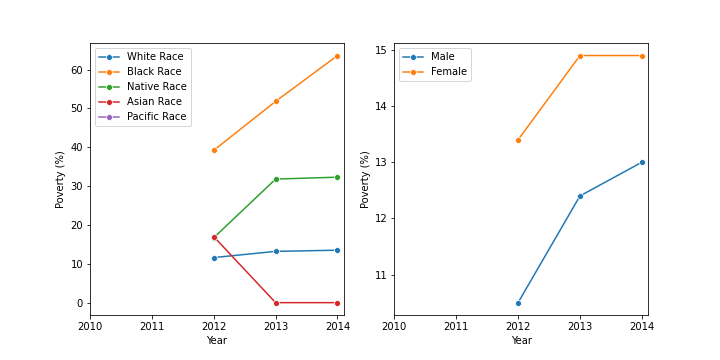 White Race
Black Race
Native Race
Asian Race
Pacific Race
60
50
40
30
20
10
0
Poverty (%)
2010 2011 2012 2013 2014
Year
Male
Female
15
14
13
12
11
Poverty (%)
2010 2011 2012 2013 2014
Year